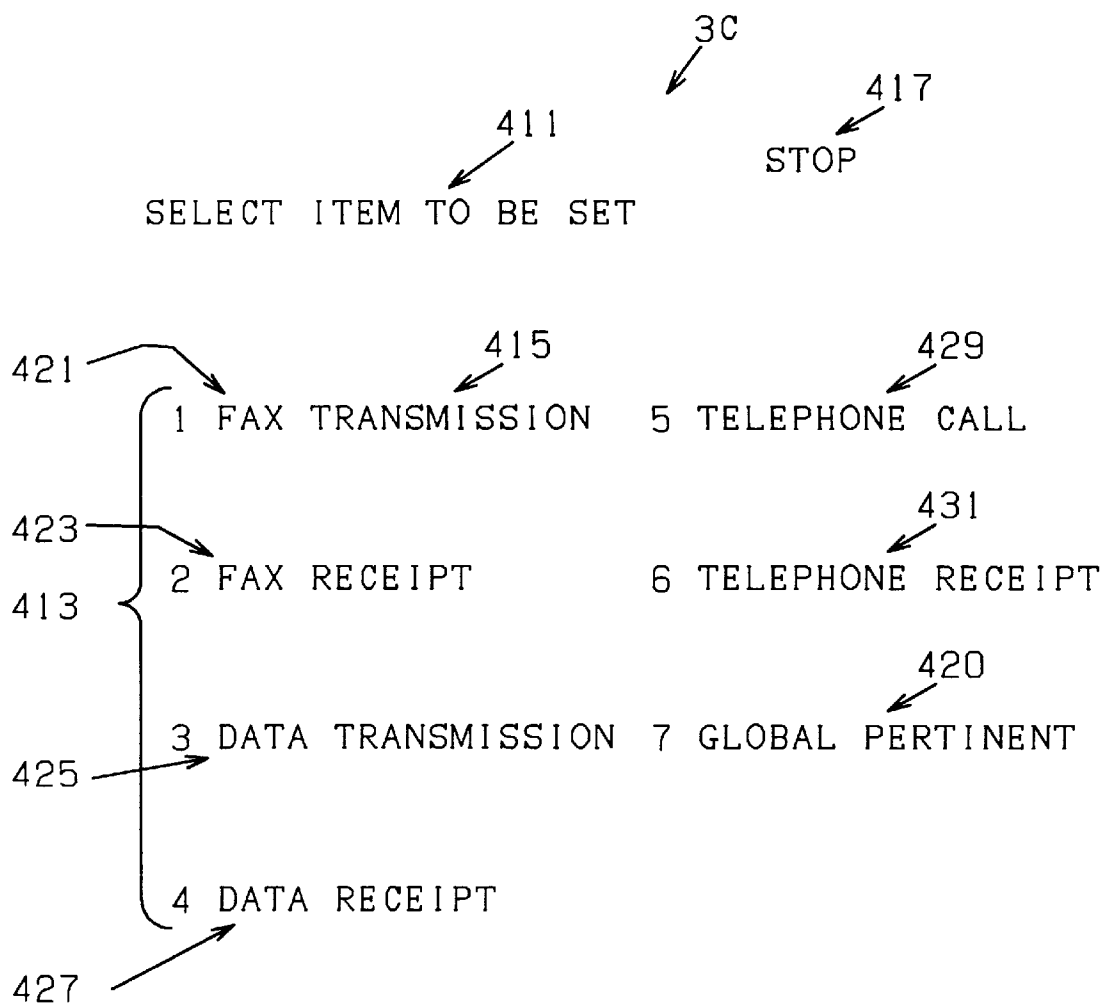 3C
417
411
STOP
SELECT ITEM TO BE SET
421
415
429
1 FAX TRANSMISSION 5 TELEPHONE CALL
423
431
2 FAX RECEIPT 6 TELEPHONE RECEIPT
413
420
3 DATA TRANSMISSION 7 GLOBAL PERTINENT
425
4 DATA RECEIPT
427